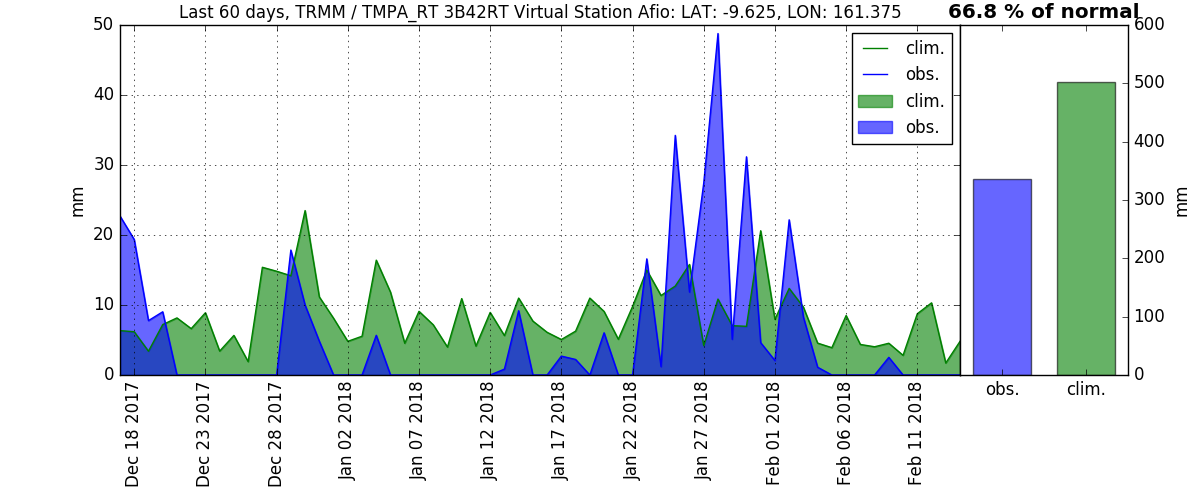 Last 60 days, TRMM / TMPA_RT 3B42RT Virtual Station Afio: LAT: -9.625, LON: 161.375
66.8 % of normal
50
40
30
20
10
0
mm
clim.
obs.
clim.
obs.
600
500
400
300
200
100
0
mm
obs.
clim.
Dec 18 2017
Dec 23 2017
Dec 28 2017
Jan 02 2018
Jan 07 2018
Jan 12 2018
Jan 17 2018
Jan 22 2018
Jan 27 2018
Feb 01 2018
Feb 06 2018
Feb 11 2018